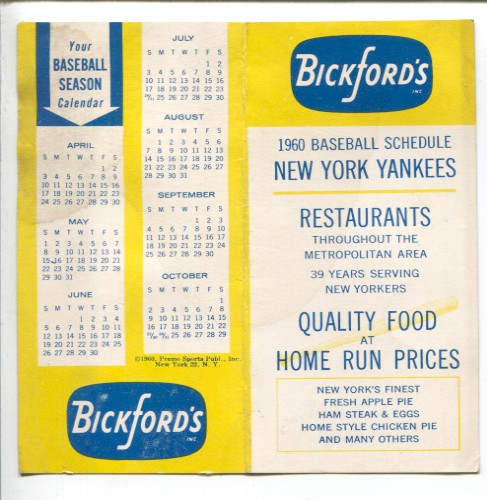 Your
BASEBALL
SEASON
Calendar
APRIL
S M T W T F S
1 2
3 4 5 6 7 8 9
10 11 12 13 14 15 16
17 18 19 20 21 22 23
24 25 26 27 28 29 30
MAY
S M T W T F S
1 2 3 4 5 6 7
8 9 10 11 12 13 14
15 16 17 18 19 20 21
22 23 24 25 26 27 28
29 30 31
JUNE
S M T W T F S
1 2 3 4
5 6 7 8 9 10 11
12 13 14 15 16 17 18
19 20 21 22 23 24 25
26 27 28 29 30
JULY
S M T W T F S
1 2
3 4 5 6 7 8 9
10 11 12 13 14 15 16
17 18 19 20 21 22 23
24/31 25 26 27 28 29 30
AUGUST
S M T W T F S
1 2 3 4 5 6
7 8 9 10 11 12 13
14 15 16 17 18 19 20
21 22 23 24 25 26 27
28 29 30 31
SEPTEMBER
S M T W T F S
1 2 3
4 5 6 7 8 9 10
11 12 13 14 15 16 17
18 19 20 21 22 23 24
25 26 27 28 29 30
OCTOBER
S M T W T F S
1
2 3 4 5 6 7 8
9 10 11 12 13 14 15
16 17 18 19 20 21 22
23/30 24/31 25 26 27 28 29
©1960, Promo Sports Publ., Inc.
New York 22, N. Y.
BICKFORD'S INC.
BICKFORD'S INC
1960 BASEBALL SCHEDULE
NEW YORK YANKEES
RESTAURANTS
THROUGHOUT THE
METROPOLITAN AREA
39 YEARS SERVING
NEW YORKERS
QUALITY FOOD
AT
HOME RUN PRICES
NEW YORK'S FINEST
FRESH APPLE PIE
HAM STEAK & EGGS
HOME STYLE CHICKEN PIE
AND MANY OTHERS